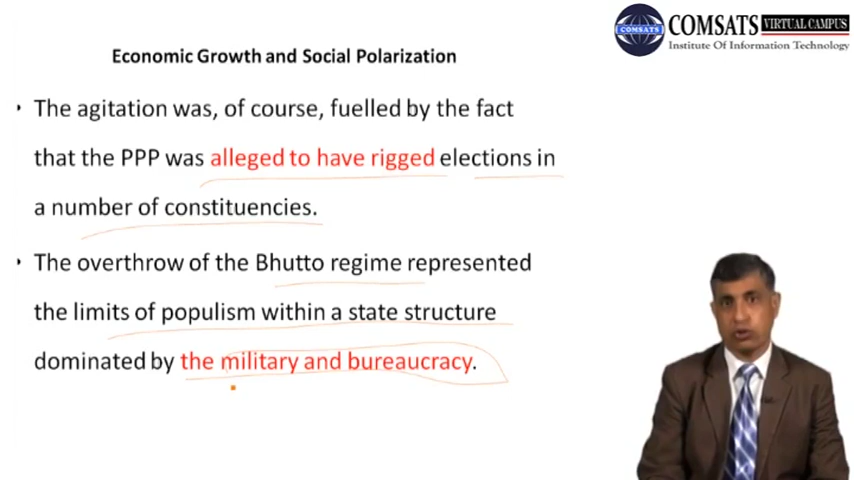 COMSATS VIRTUAL CAMPUS
COMSATS
Institute Of Information Technology
Economic Growth and Social Polarization
• The agitation was, of course, fuelled by the fact
that the PPP was alleged to have rigged elections in
a number of constituencies.
• The overthrow of the Bhutto regime represented
the limits of populism within a state structure
dominated by the military and bureaucracy.